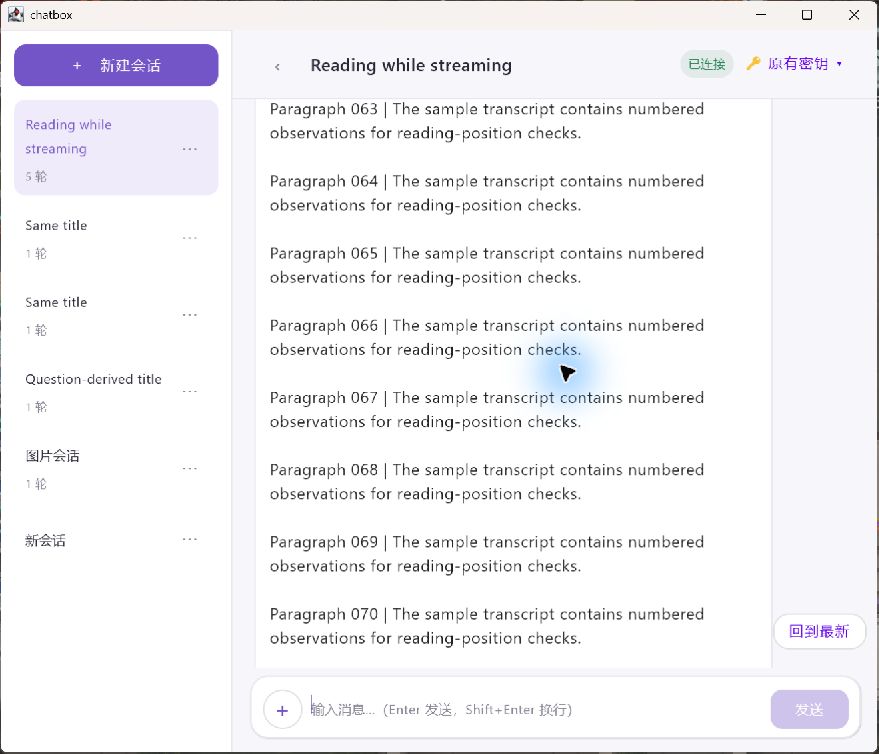 chatbox
+ 新建会话
Reading while
streaming
...
5 轮
Same title
...
1 轮
Same title
...
1 轮
Question-derived title
...
1 轮
图片会话
...
1 轮
新会话
...
‹ Reading while streaming
已连接
原有密钥
Paragraph 063 | The sample transcript contains numbered
observations for reading-position checks.
Paragraph 064 | The sample transcript contains numbered
observations for reading-position checks.
Paragraph 065 | The sample transcript contains numbered
observations for reading-position checks.
Paragraph 066 | The sample transcript contains numbered
observations for reading-position checks.
Paragraph 067 | The sample transcript contains numbered
observations for reading-position checks.
Paragraph 068 | The sample transcript contains numbered
observations for reading-position checks.
Paragraph 069 | The sample transcript contains numbered
observations for reading-position checks.
Paragraph 070 | The sample transcript contains numbered
observations for reading-position checks.
回到最新
+
输入消息...（Enter 发送，Shift+Enter 换行）
发送